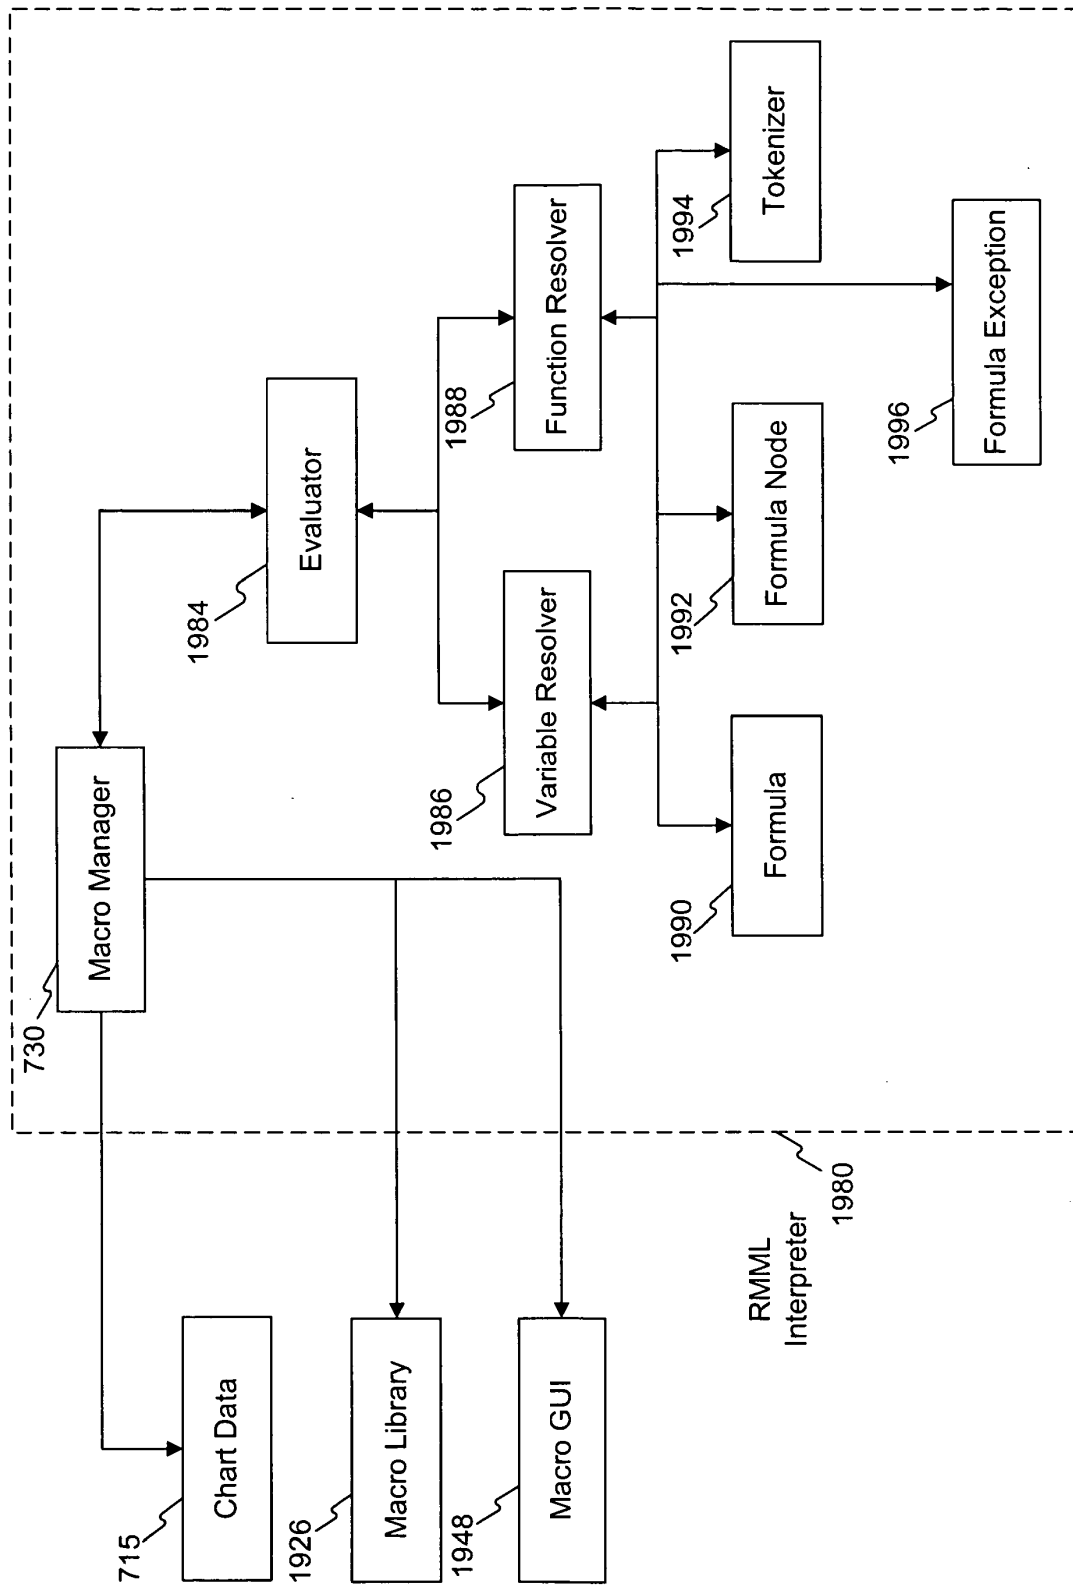 715
Chart Data
1926
Macro Library
1948
Macro GUI
RMML
Interpreter
1980
730
Macro Manager
1984
Evaluator
1986
Variable Resolver
1988
Function Resolver
1990
Formula
1992
Formula Node
1994
Tokenizer
1996
Formula Exception